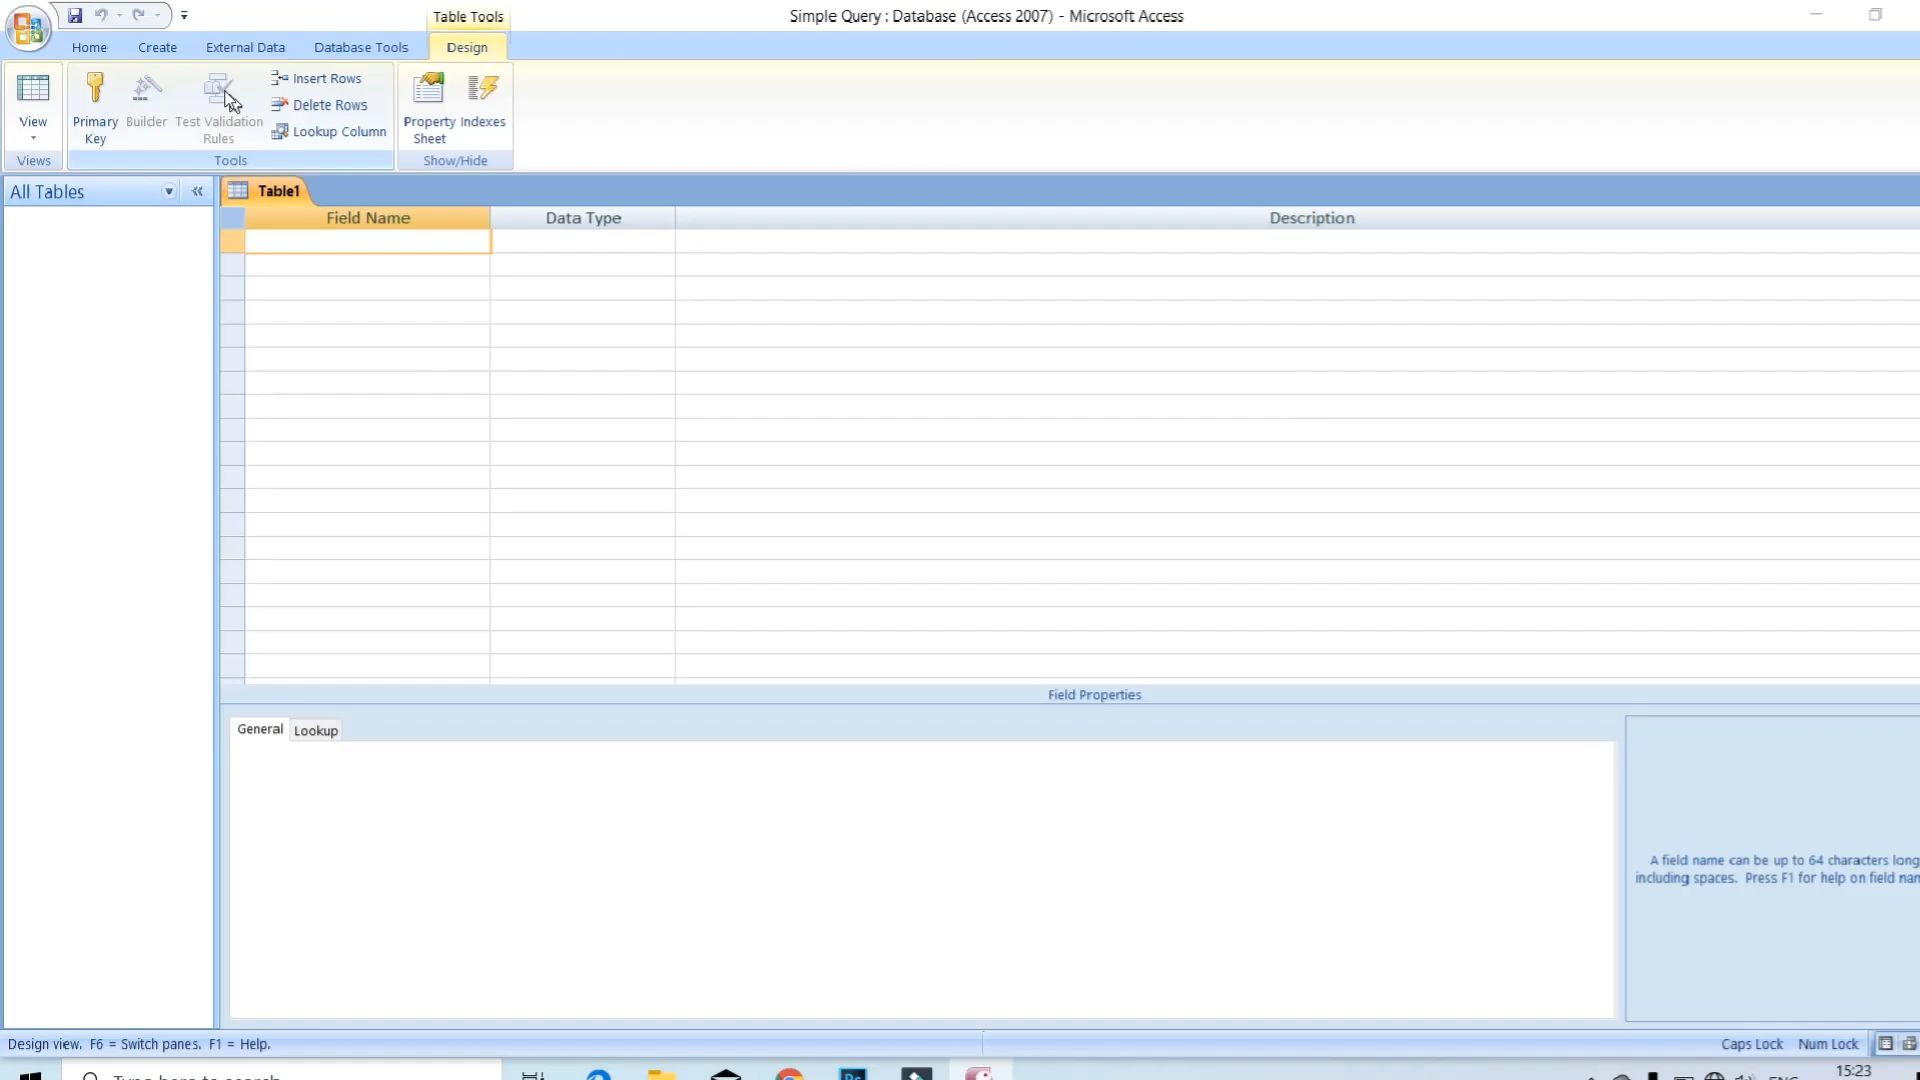 Table Tools
Simple Query : Database (Access 2007) - Microsoft Access
Home
Create
External Data
Database Tools
Design
View
Views
Primary
Key
Builder
Test Validation
Rules
Insert Rows
Delete Rows
Lookup Column
Tools
Property
Sheet
Indexes
Show/Hide
All Tables
Table1
Field Name
Data Type
Description
Field Properties
General
Lookup
A field name can be up to 64 characters long
including spaces. Press F1 for help on field
Design view. F6 = Switch panes. F1 = Help.
Caps Lock
Num Lock
Type here to search
Ps
ENG
15:23